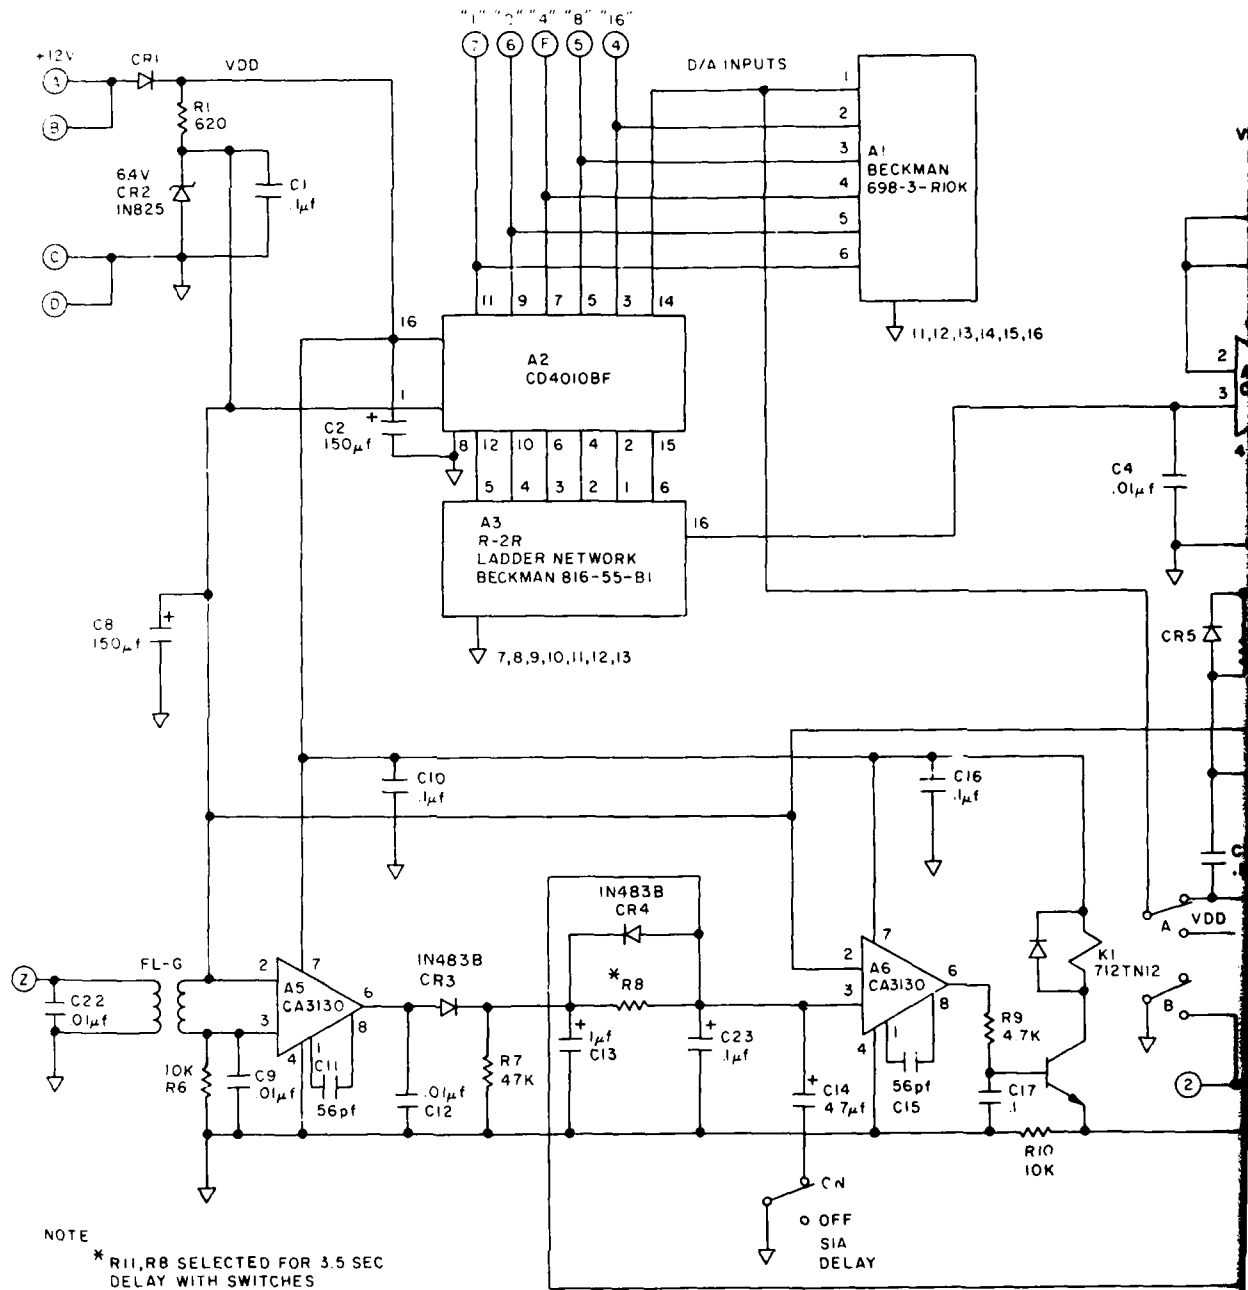 "1" "2" "4" "8" "16"
7 6 F 5 4
+12V
CR1
VDD
D/A INPUTS
A
B
R1
620
6.4V
CR2
1N825
C1
.1µf
C
D
1
2
3
4
5
6
A1
BECKMAN
698-3-R10K
11,12,13,14,15,16
11 9 7 5 3 14
16
1
A2
CD4010BF
C2
150µf
+
8 12 10 6 4 2 15
5 4 3 2 1 6
A3
R-2R
LADDER NETWORK
BECKMAN 816-55-B1
16
7,8,9,10,11,12,13
2
3
4
C4
.01µf
C8
150µf
+
CR5
C10
.1µf
C16
.1µf
1N483B
CR4
*R8
A VDD
B
2
K1
712TN12
Z
FL-G
C22
.01µf
2
3
7
A5
CA3130
6
8
4
1
C11
56pf
1N483B
CR3
10K
R6
C9
.01µf
.01µf
C12
R7
47K
+
1µf
C13
+
C23
.1µf
+
C14
4.7µf
2
3
7
A6
CA3130
6
8
4
1
56pf
C15
R9
4.7K
C17
.1
R10
10K
ON
OFF
SIA
DELAY
NOTE
* R11,R8 SELECTED FOR 3.5 SEC
DELAY WITH SWITCHES